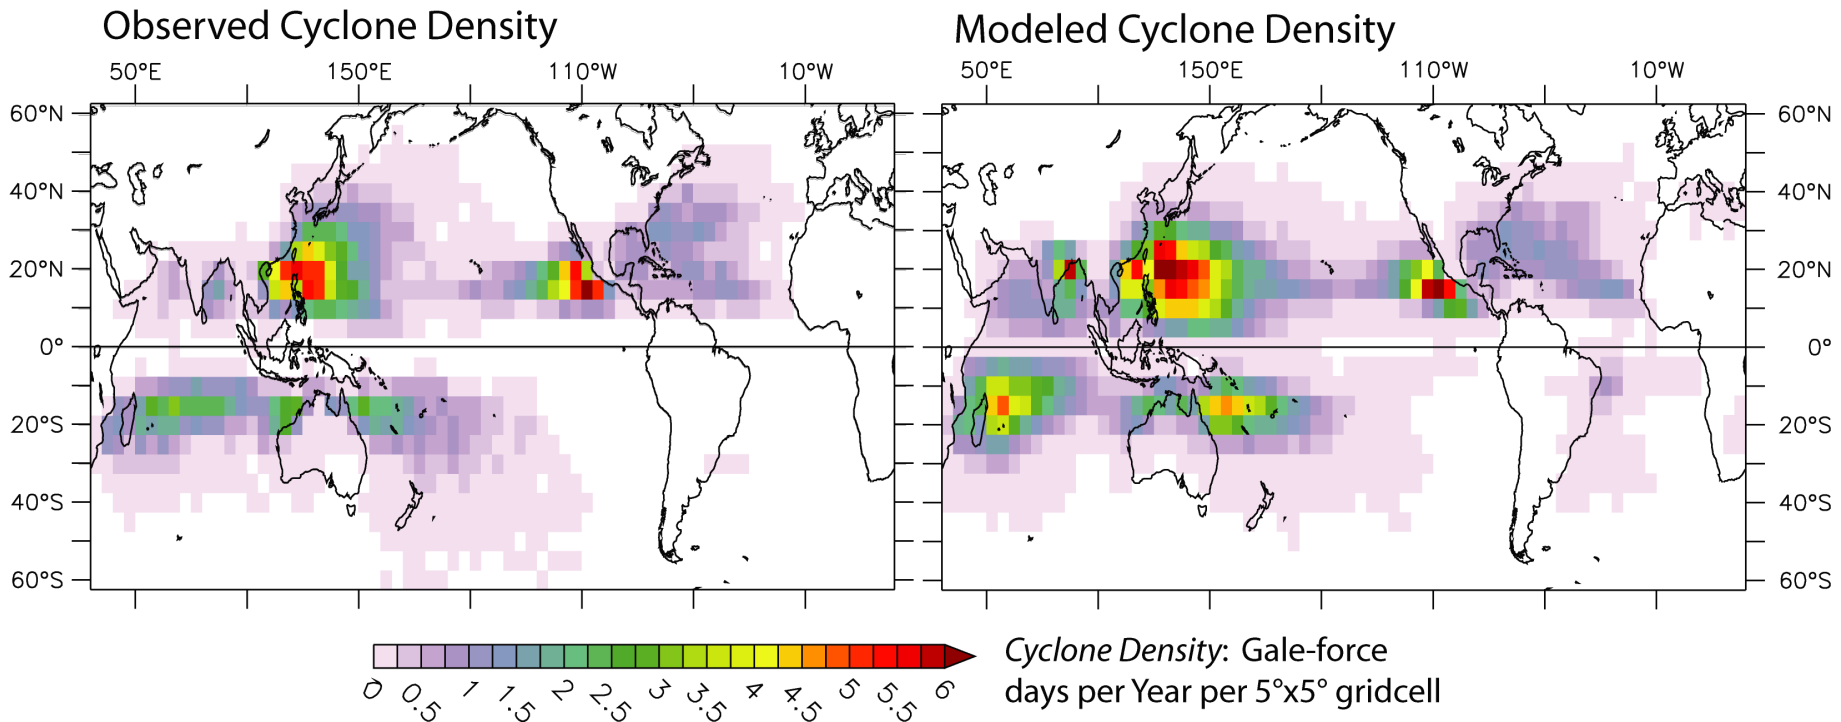 Observed Cyclone Density
Modeled Cyclone Density
50°E 150°E 110°W 10°W
50°E 150°E 110°W 10°W
60°N
40°N
20°N
0°
20°S
40°S
60°S
60°N
40°N
20°N
0°
20°S
40°S
60°S
0 0.5 1 1.5 2 2.5 3 3.5 4 4.5 5 5.5 6
Cyclone Density: Gale-force
days per Year per 5°x5° gridcell